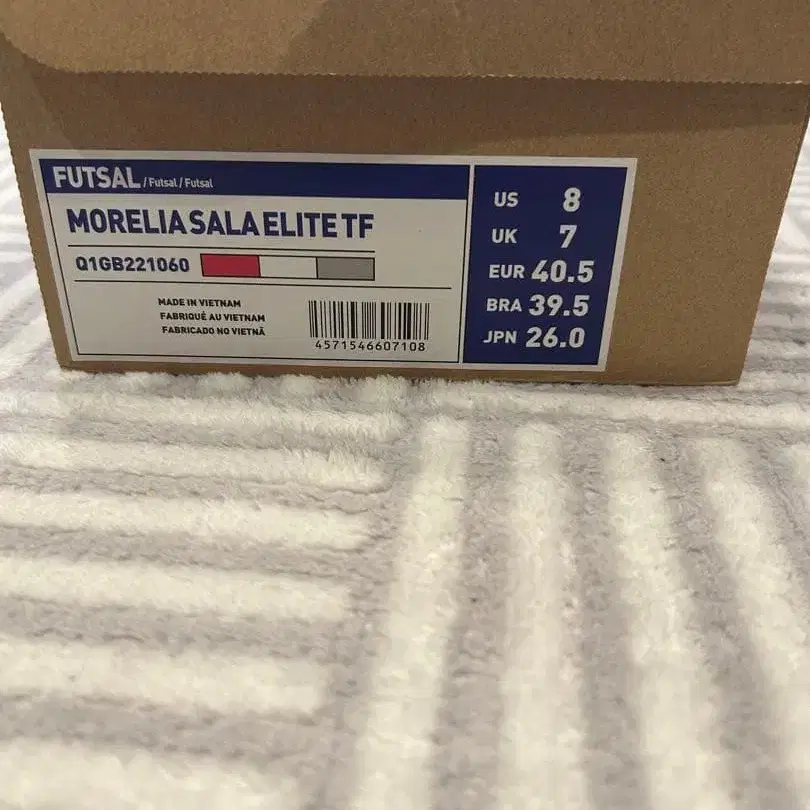 FUTSAL / Futsal / Futsal
MORELIA SALA ELITE TF
Q1GB221060
MADE IN VIETNAM
FABRIQUÉ AU VIETNAM
FABRICADO NO VIETNÃ
4571546607108
US 8
UK 7
EUR 40.5
BRA 39.5
JPN 26.0